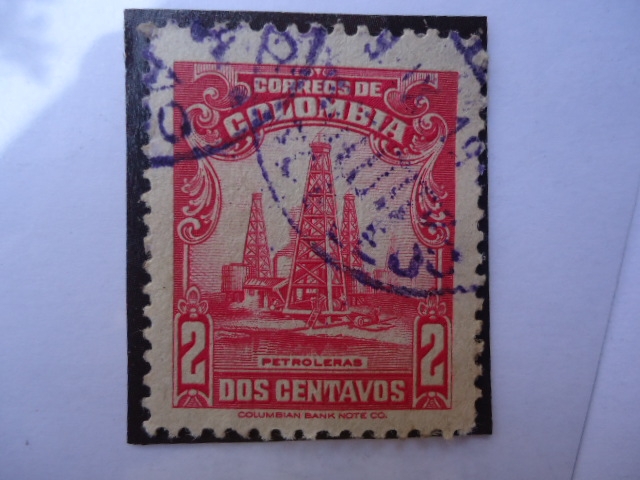 CORREOS DE
COLOMBIA
PETROLERAS
2 DOS CENTAVOS 2
COLUMBIAN BANK NOTE CO.